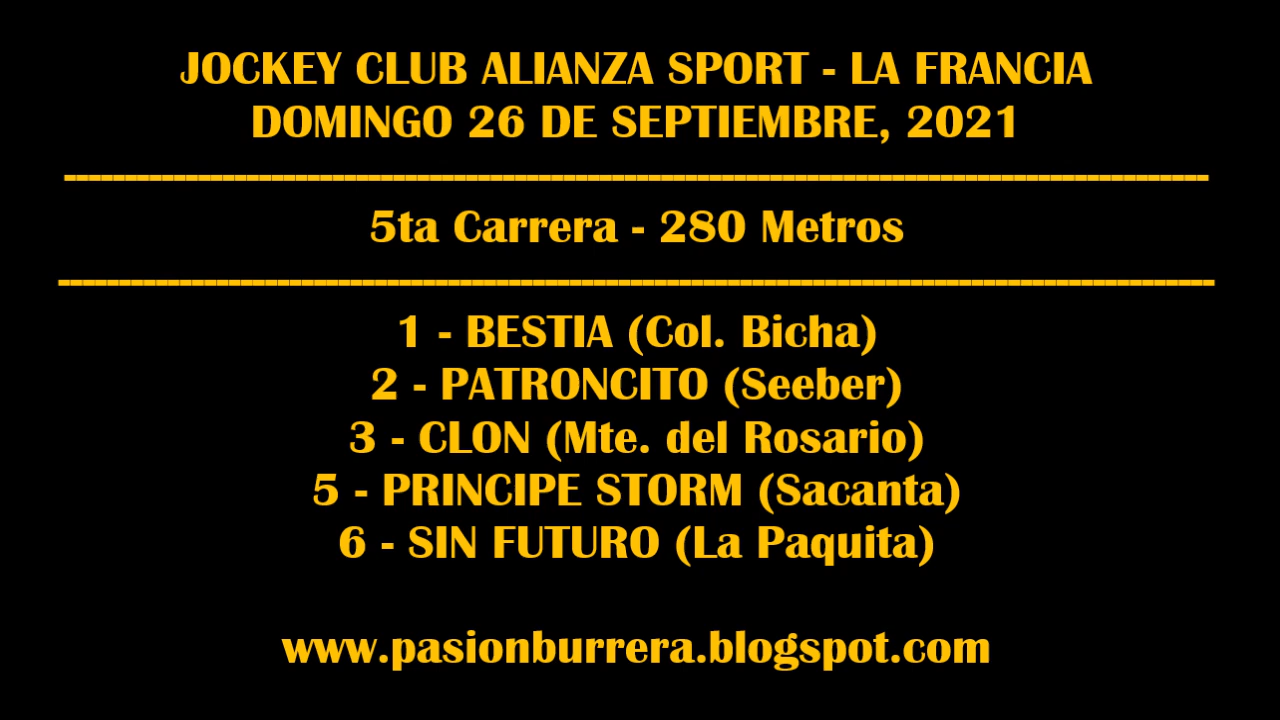 JOCKEY CLUB ALIANZA SPORT - LA FRANCIA
DOMINGO 26 DE SEPTIEMBRE, 2021
5ta Carrera - 280 Metros
1 - BESTIA (Col. Bicha)
2 - PATRONCITO (Seeber)
3 - CLON (Mte. del Rosario)
5 - PRINCIPE STORM (Sacanta)
6 - SIN FUTURO (La Paquita)
www.pasionburrera.blogspot.com